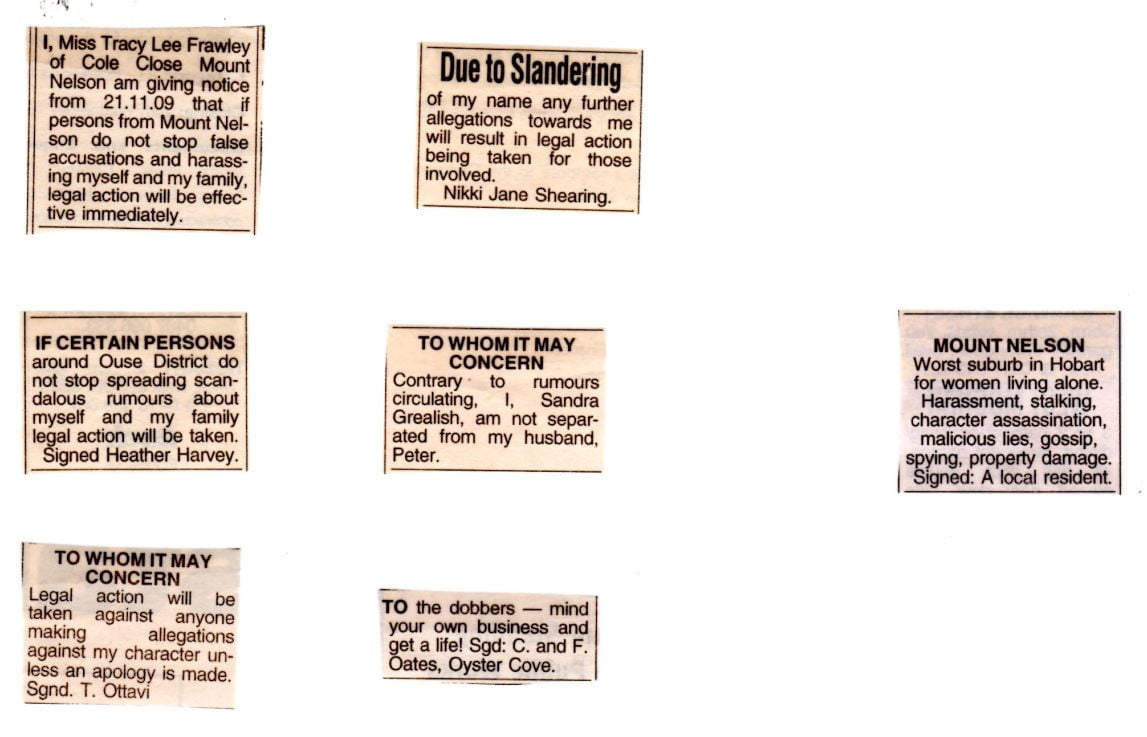 I, Miss Tracy Lee Frawley
of Cole Close Mount
Nelson am giving notice
from 21.11.09 that if
persons from Mount Nel-
son do not stop false
accusations and harass-
ing myself and my family,
legal action will be effec-
tive immediately.
Due to Slandering
of my name any further
allegations towards me
will result in legal action
being taken for those
involved.
Nikki Jane Shearing.
IF CERTAIN PERSONS
around Ouse District do
not stop spreading scan-
dalous rumours about
myself and my family
legal action will be taken.
Signed Heather Harvey.
TO WHOM IT MAY
CONCERN
Contrary to rumours
circulating, I, Sandra
Grealish, am not separ-
ated from my husband,
Peter.
MOUNT NELSON
Worst suburb in Hobart
for women living alone.
Harassment, stalking,
character assassination,
malicious lies, gossip,
spying, property damage.
Signed: A local resident.
TO WHOM IT MAY
CONCERN
Legal action will be
taken against anyone
making allegations
against my character un-
less an apology is made.
Sgnd. T. Ottavi
TO the dobbers — mind
your own business and
get a life! Sgd: C. and F.
Oates, Oyster Cove.